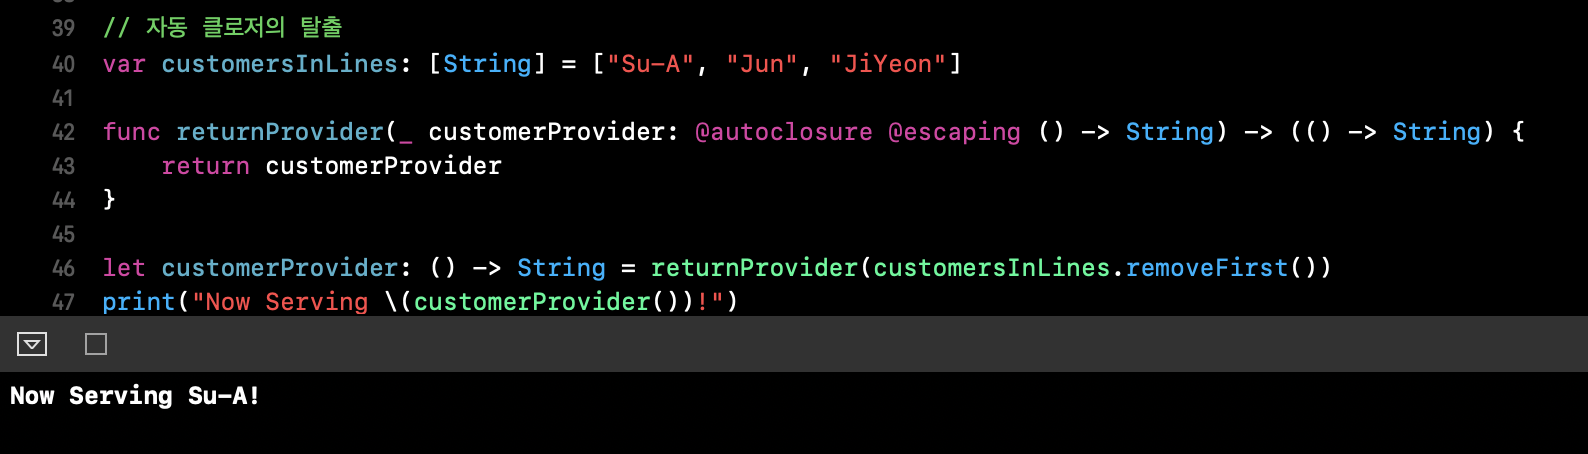 39 // 자동 클로저의 탈출
40 var customersInLines: [String] = ["Su-A", "Jun", "JiYeon"]
41
42 func returnProvider(_ customerProvider: @autoclosure @escaping () -> String) -> (() -> String) {
43     return customerProvider
44 }
45
46 let customerProvider: () -> String = returnProvider(customersInLines.removeFirst())
47 print("Now Serving \(customerProvider())!")
Now Serving Su-A!